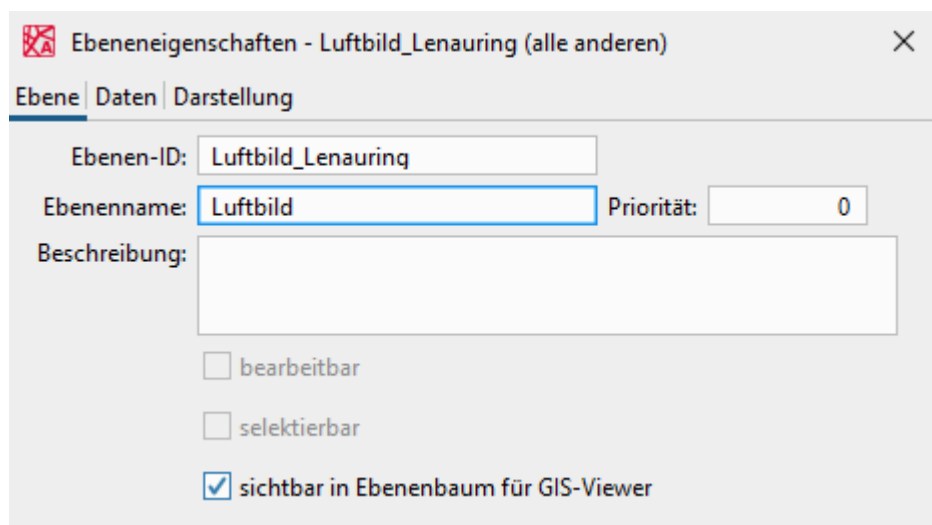 Ebeneneigenschaften - Luftbild_Lenauring (alle anderen)
Ebene Daten Darstellung
Ebenen-ID: Luftbild_Lenauring
Ebenenname: Luftbild Priorität: 0
Beschreibung:
bearbeitbar
selektierbar
sichtbar in Ebenenbaum für GIS-Viewer